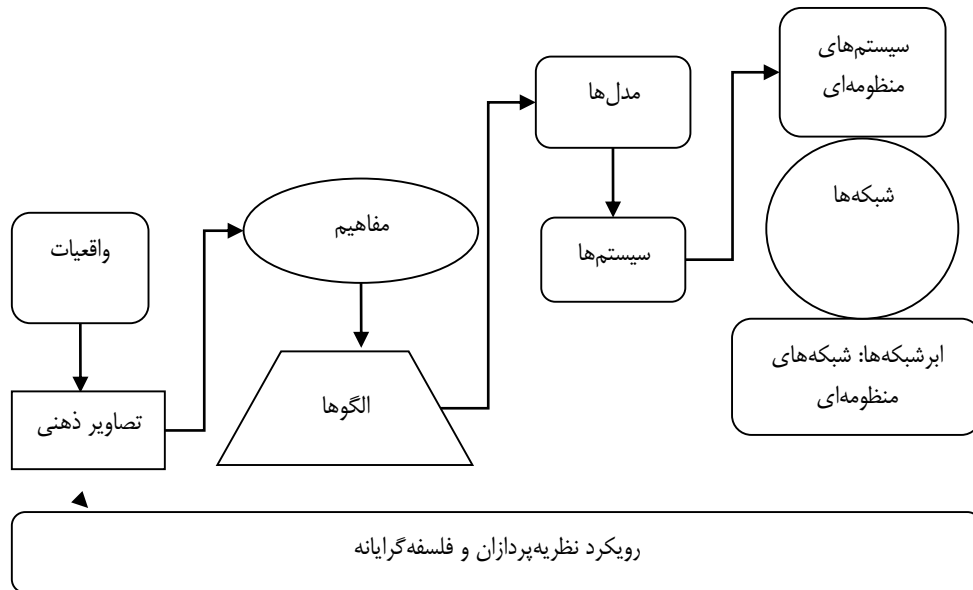 واقعیات
تصاویر ذهنی
مفاهیم
الگوها
مدل‌ها
سیستم‌ها
سیستم‌های
منظومه‌ای
شبکه‌ها
ابرشبکه‌ها: شبکه‌های
منظومه‌ای
رویکرد نظریه‌پردازان و فلسفه‌گرایانه